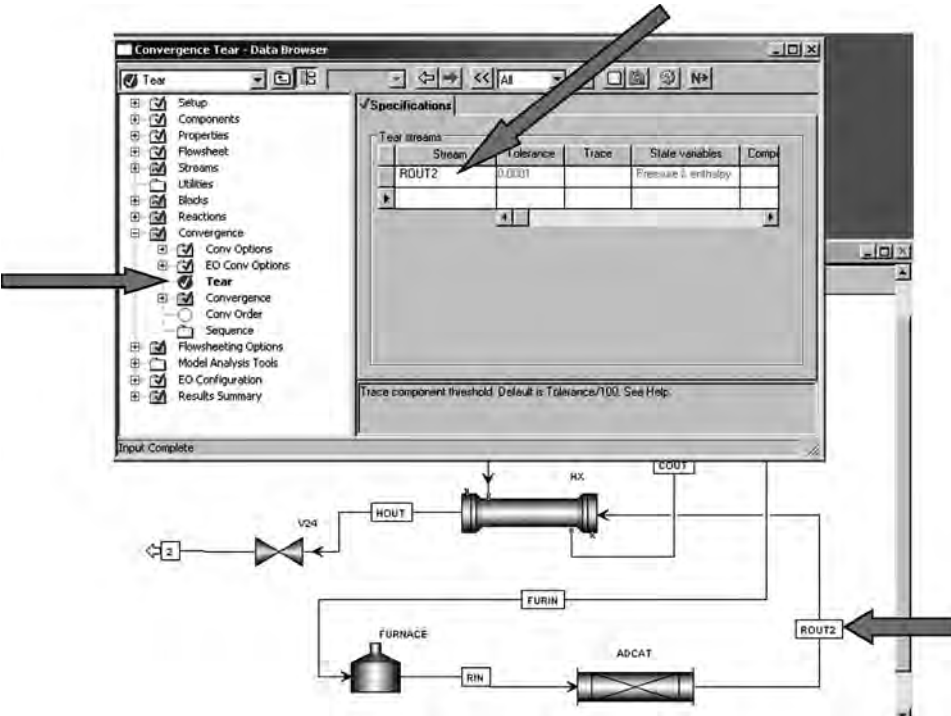 Convergence Tear - Data Browser
Tear
All
N>
Setup
Components
Properties
Flowsheet
Streams
Utilities
Blocks
Reactions
Convergence
Conv Options
EO Conv Options
Tear
Convergence
Conv Order
Sequence
Flowsheeting Options
Model Analysis Tools
EO Configuration
Results Summary
Specifications
Tear streams
Stream Tolerance Trace State variables Comp
ROUT2 0.0001 Pressure & enthalpy
Trace component threshold. Default is Tolerance/100. See Help.
Input Complete
COUT
HX
HOUT
V24
2
FURIN
FURNACE
ROUT2
ADCAT
RIN